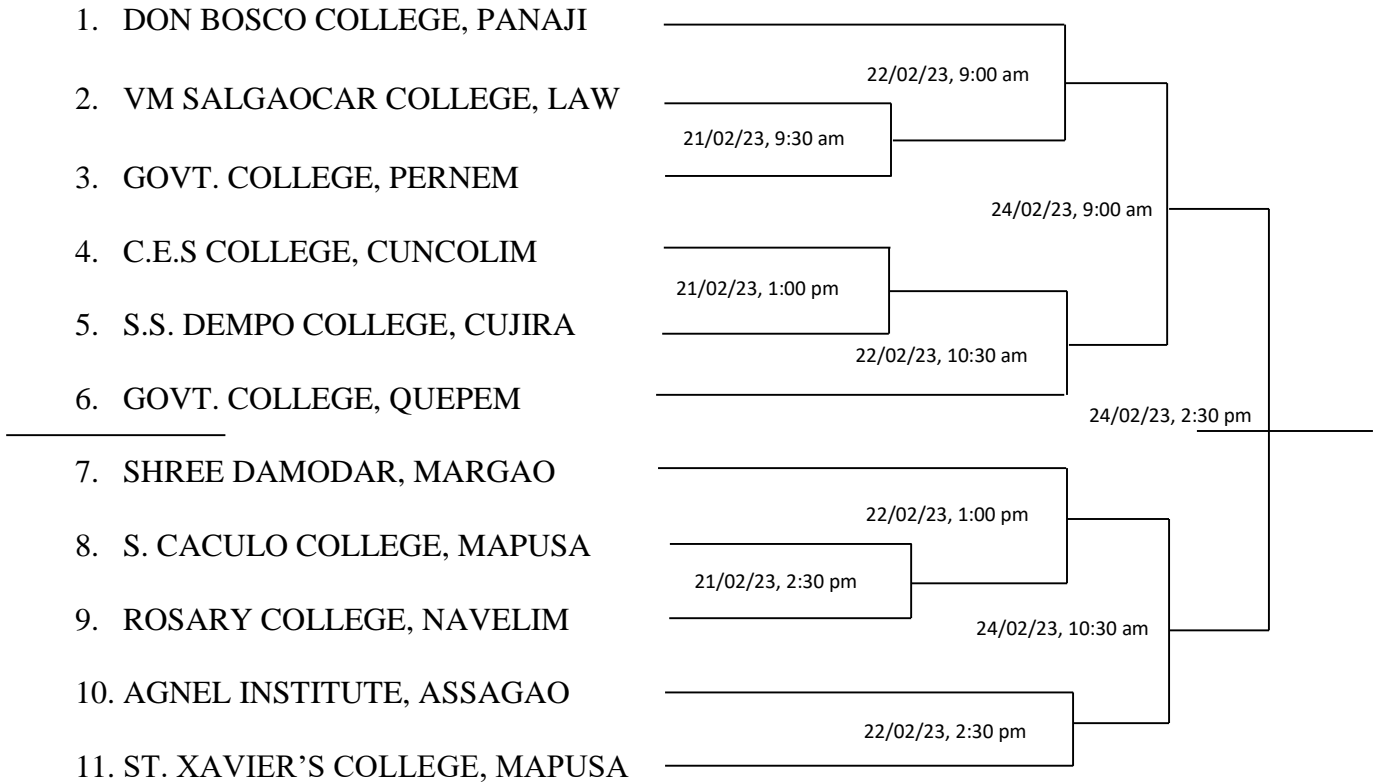 1. DON BOSCO COLLEGE, PANAJI
22/02/23, 9:00 am
2. VM SALGAOCAR COLLEGE, LAW
21/02/23, 9:30 am
3. GOVT. COLLEGE, PERNEM
24/02/23, 9:00 am
4. C.E.S COLLEGE, CUNCOLIM
21/02/23, 1:00 pm
5. S.S. DEMPO COLLEGE, CUJIRA
22/02/23, 10:30 am
6. GOVT. COLLEGE, QUEPEM
24/02/23, 2:30 pm
7. SHREE DAMODAR, MARGAO
22/02/23, 1:00 pm
8. S. CACULO COLLEGE, MAPUSA
21/02/23, 2:30 pm
9. ROSARY COLLEGE, NAVELIM
24/02/23, 10:30 am
10. AGNEL INSTITUTE, ASSAGAO
22/02/23, 2:30 pm
11. ST. XAVIER’S COLLEGE, MAPUSA